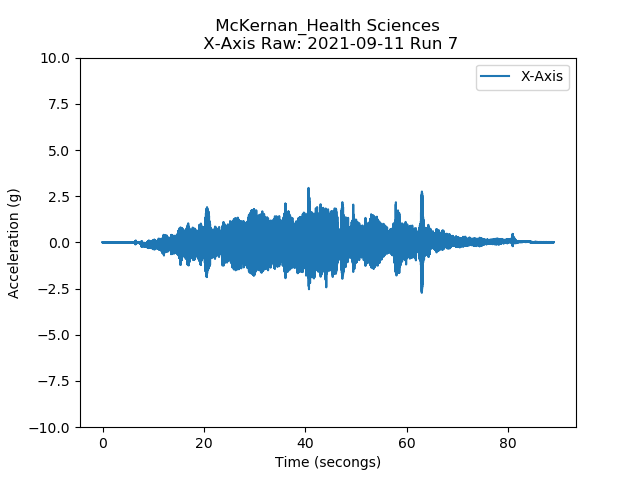 McKernan_Health Sciences
X-Axis Raw: 2021-09-11 Run 7
X-Axis
10.0
7.5
5.0
2.5
0.0
−2.5
−5.0
−7.5
−10.0
Acceleration (g)
0 20 40 60 80
Time (secongs)